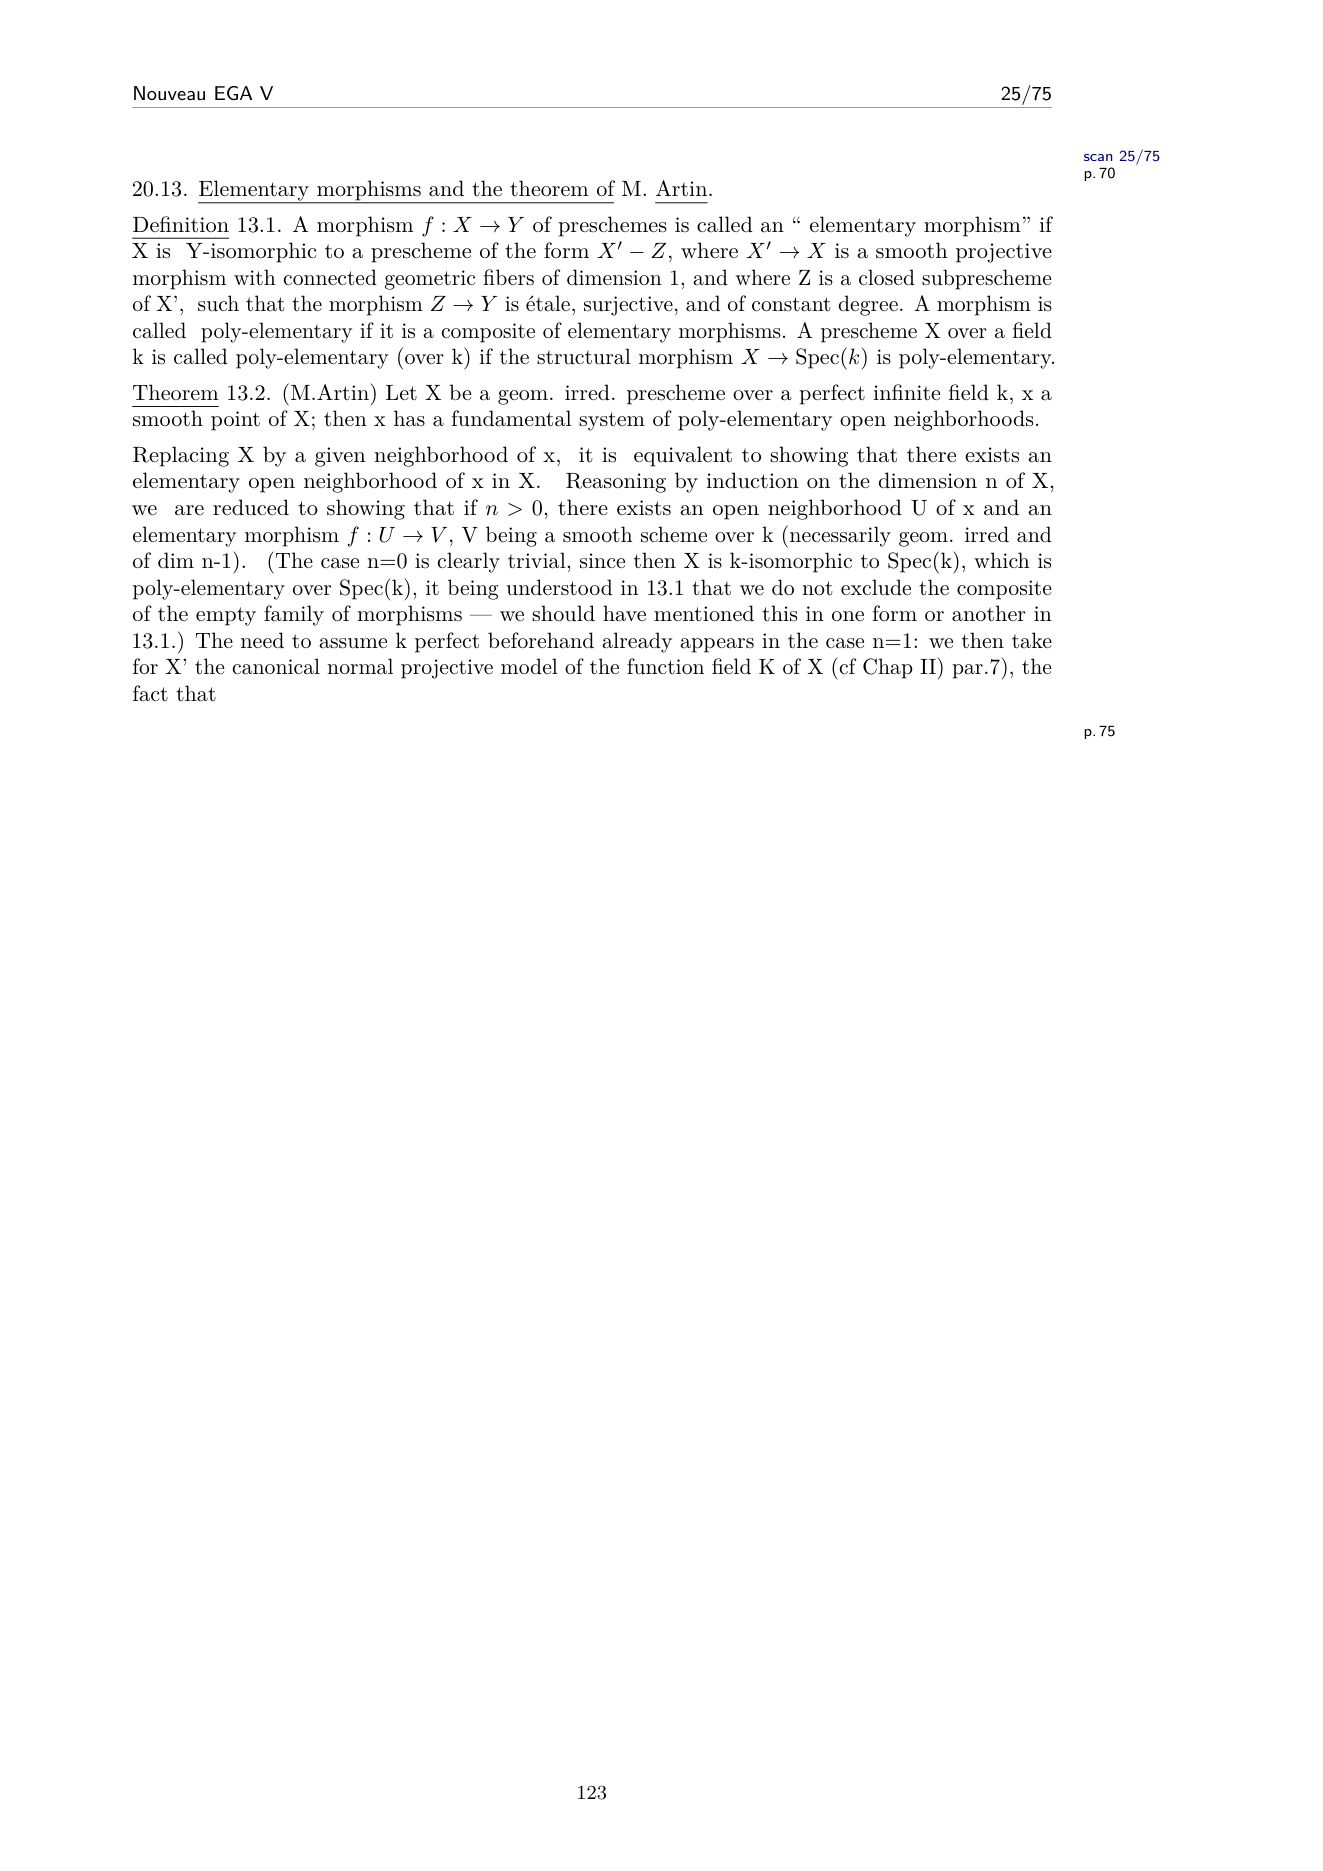 Nouveau EGA V 25/75
scan 25/75
p. 70
20.13. Elementary morphisms and the theorem of M. Artin.
Definition 13.1. A morphism f : X → Y of preschemes is called an “ elementary morphism” if
X is Y-isomorphic to a prescheme of the form X′ − Z, where X′ → X is a smooth projective
morphism with connected geometric fibers of dimension 1, and where Z is a closed subprescheme
of X’, such that the morphism Z → Y is étale, surjective, and of constant degree. A morphism is
called poly-elementary if it is a composite of elementary morphisms. A prescheme X over a field
k is called poly-elementary (over k) if the structural morphism X → Spec(k) is poly-elementary.
Theorem 13.2. (M.Artin) Let X be a geom. irred. prescheme over a perfect infinite field k, x a
smooth point of X; then x has a fundamental system of poly-elementary open neighborhoods.
Replacing X by a given neighborhood of x, it is equivalent to showing that there exists an
elementary open neighborhood of x in X. Reasoning by induction on the dimension n of X,
we are reduced to showing that if n > 0, there exists an open neighborhood U of x and an
elementary morphism f : U → V, V being a smooth scheme over k (necessarily geom. irred and
of dim n-1). (The case n=0 is clearly trivial, since then X is k-isomorphic to Spec(k), which is
poly-elementary over Spec(k), it being understood in 13.1 that we do not exclude the composite
of the empty family of morphisms — we should have mentioned this in one form or another in
13.1.) The need to assume k perfect beforehand already appears in the case n=1: we then take
for X’ the canonical normal projective model of the function field K of X (cf Chap II) par.7), the
fact that
p. 75
123